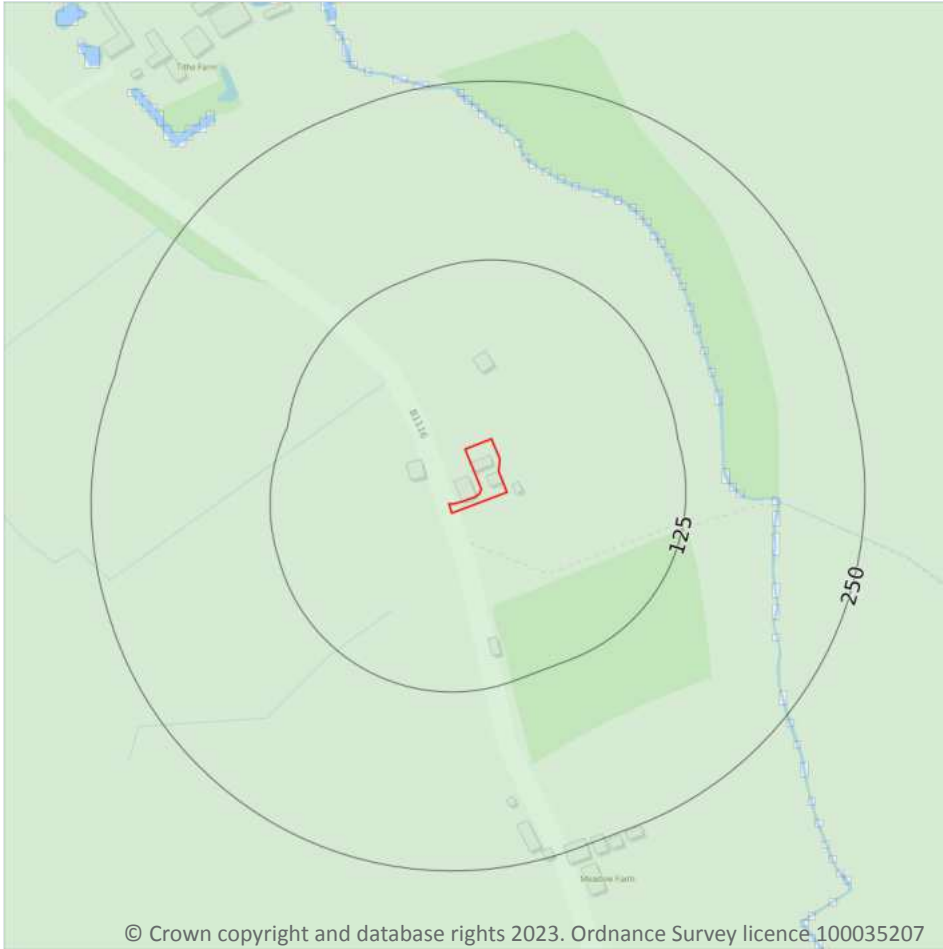 Tithe Farm
B1116
125
250
Meadow Farm
© Crown copyright and database rights 2023. Ordnance Survey licence 100035207